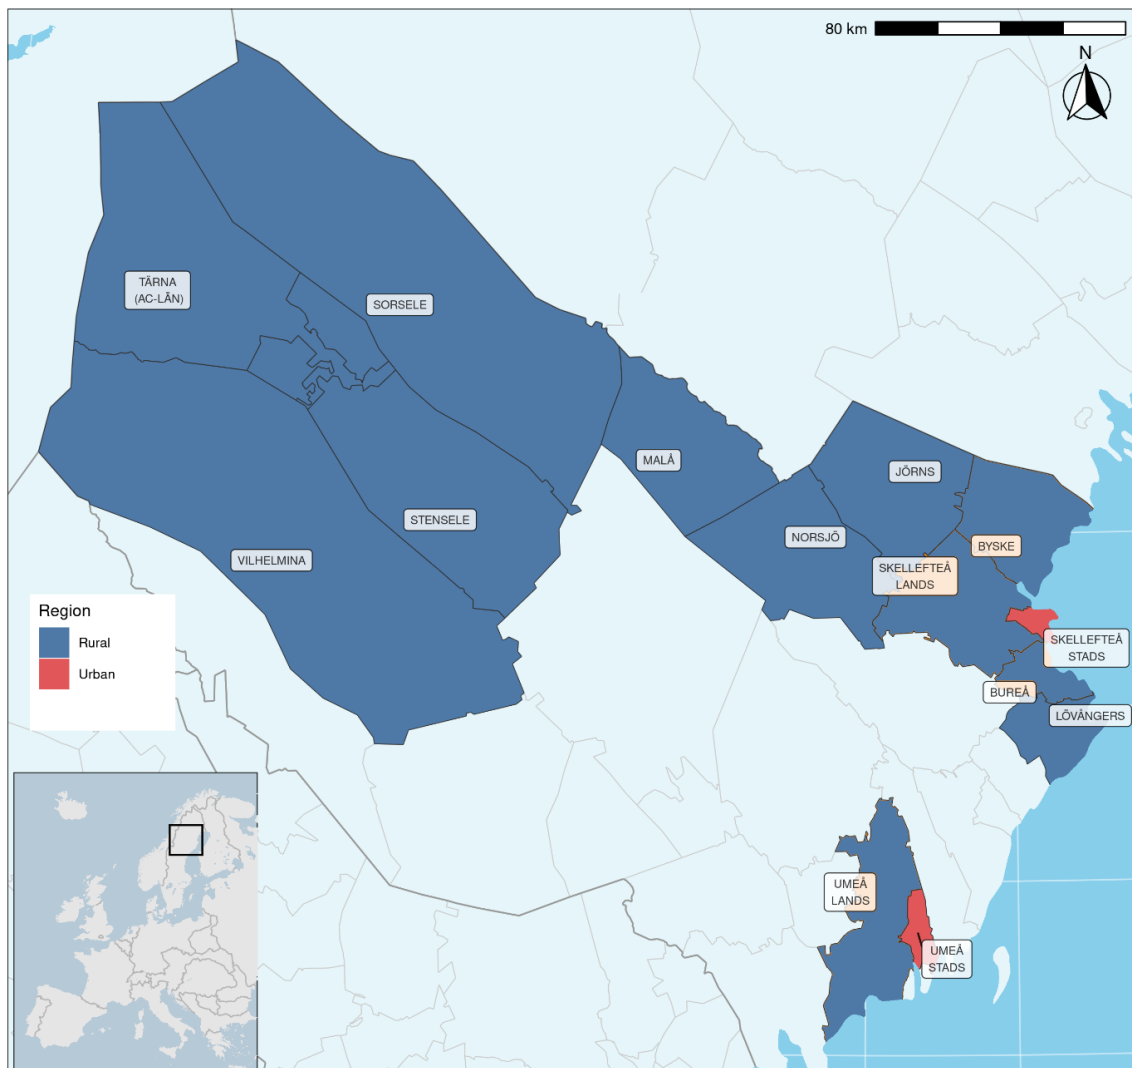 80 km
N
TÄRNA
(AC-LÄN)
SORSELE
MALÅ
JÖRNS
STENSELE
NORSJÖ
BYSKE
VILHELMINA
SKELLEFTEÅ
LANDS
Region
Rural
Urban
SKELLEFTEÅ
STADS
BUREÅ
LÖVÅNGERS
UMEÅ
LANDS
UMEÅ
STADS